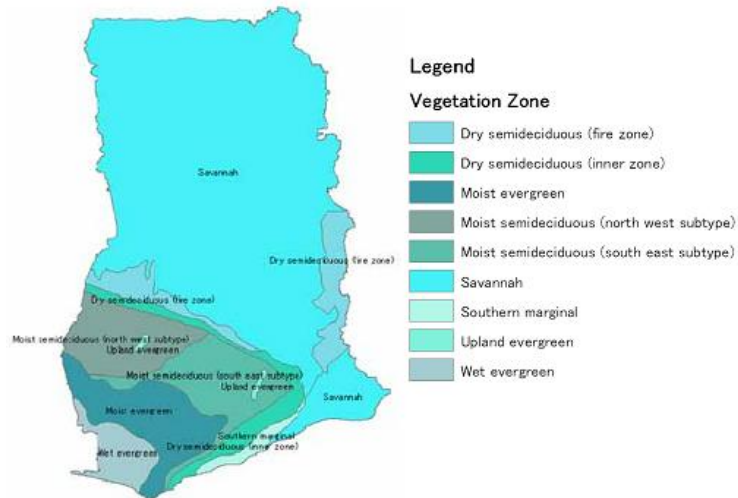 Savannah
Dry semideciduous (fire zone)
Dry semideciduous (fire zone)
Moist semideciduous (north west subtype)
Upland evergreen
Moist semideciduous (south east subtype)
Upland evergreen
Savannah
Moist evergreen
Southern marginal
Dry semideciduous (inner zone)
Wet evergreen
Legend
Vegetation Zone
Dry semideciduous (fire zone)
Dry semideciduous (inner zone)
Moist evergreen
Moist semideciduous (north west subtype)
Moist semideciduous (south east subtype)
Savannah
Southern marginal
Upland evergreen
Wet evergreen